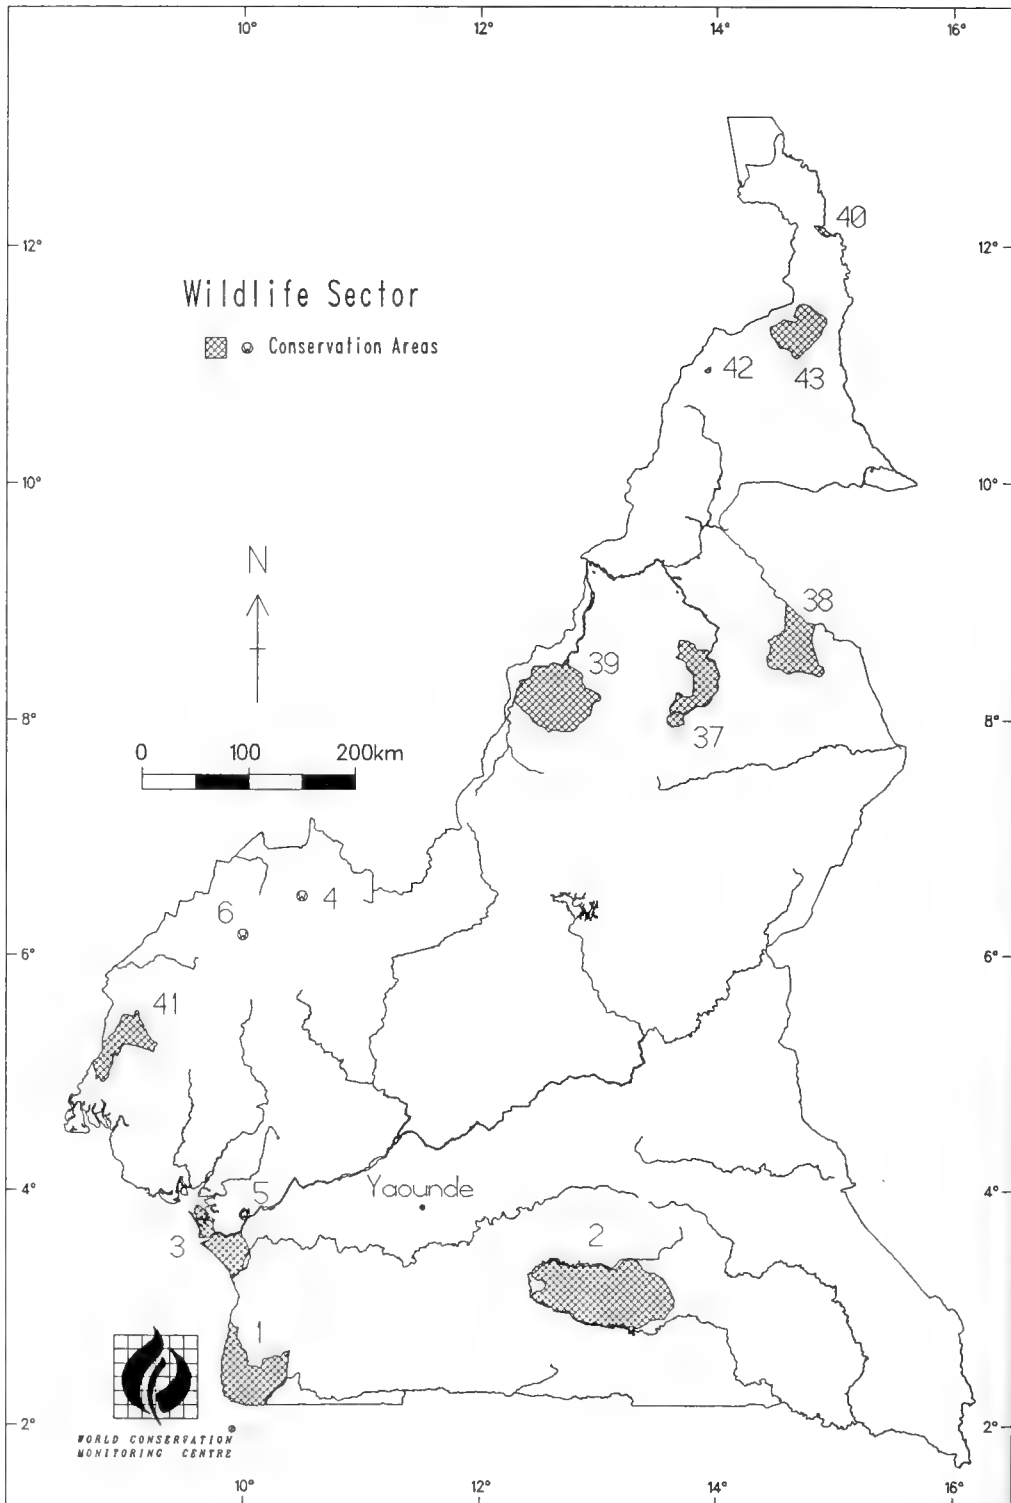 10° 12° 14° 16°
40
12° 12°
Wildlife Sector
Conservation Areas
42
43
10° 10°
N
38
39
37
8° 8°
0 100 200km
4
6
6° 6°
41
4° 4°
5
Yaounde
3
2
1
WORLD CONSERVATION
MONITORING CENTRE
2° 2°
10° 12° 14° 16°